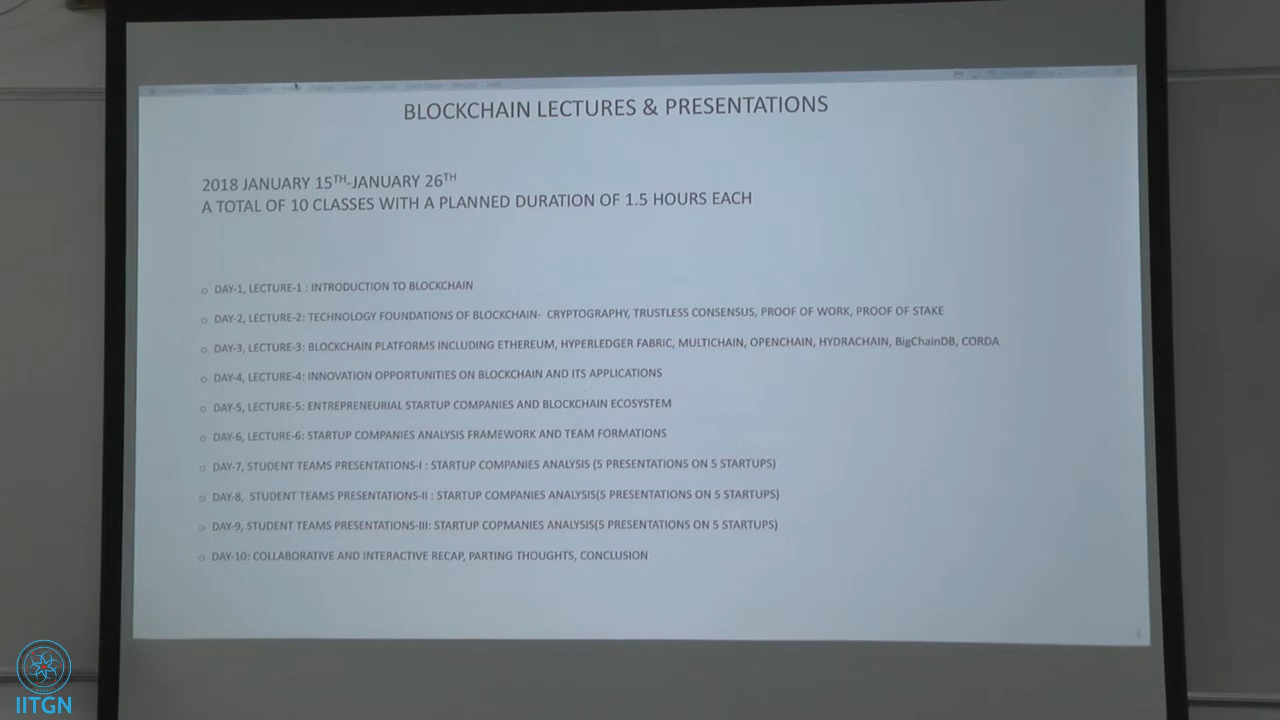 BLOCKCHAIN LECTURES & PRESENTATIONS
2018 JANUARY 15TH-JANUARY 26TH
A TOTAL OF 10 CLASSES WITH A PLANNED DURATION OF 1.5 HOURS EACH
DAY-1, LECTURE-1 : INTRODUCTION TO BLOCKCHAIN
DAY-2, LECTURE-2: TECHNOLOGY FOUNDATIONS OF BLOCKCHAIN- CRYPTOGRAPHY, TRUSTLESS CONSENSUS, PROOF OF WORK, PROOF OF STAKE
DAY-3, LECTURE-3: BLOCKCHAIN PLATFORMS INCLUDING ETHEREUM, HYPERLEDGER FABRIC, MULTICHAIN, OPENCHAIN, HYDRACHAIN, BigChainDB, CORDA
DAY-4, LECTURE-4: INNOVATION OPPORTUNITIES ON BLOCKCHAIN AND ITS APPLICATIONS
DAY-5, LECTURE-5: ENTREPRENEURIAL STARTUP COMPANIES AND BLOCKCHAIN ECOSYSTEM
DAY-6, LECTURE-6: STARTUP COMPANIES ANALYSIS FRAMEWORK AND TEAM FORMATIONS
DAY-7, STUDENT TEAMS PRESENTATIONS-I : STARTUP COMPANIES ANALYSIS (5 PRESENTATIONS ON 5 STARTUPS)
DAY-8, STUDENT TEAMS PRESENTATIONS-II : STARTUP COMPANIES ANALYSIS(5 PRESENTATIONS ON 5 STARTUPS)
DAY-9, STUDENT TEAMS PRESENTATIONS-III: STARTUP COPMANIES ANALYSIS(5 PRESENTATIONS ON 5 STARTUPS)
DAY-10: COLLABORATIVE AND INTERACTIVE RECAP, PARTING THOUGHTS, CONCLUSION
IITGN